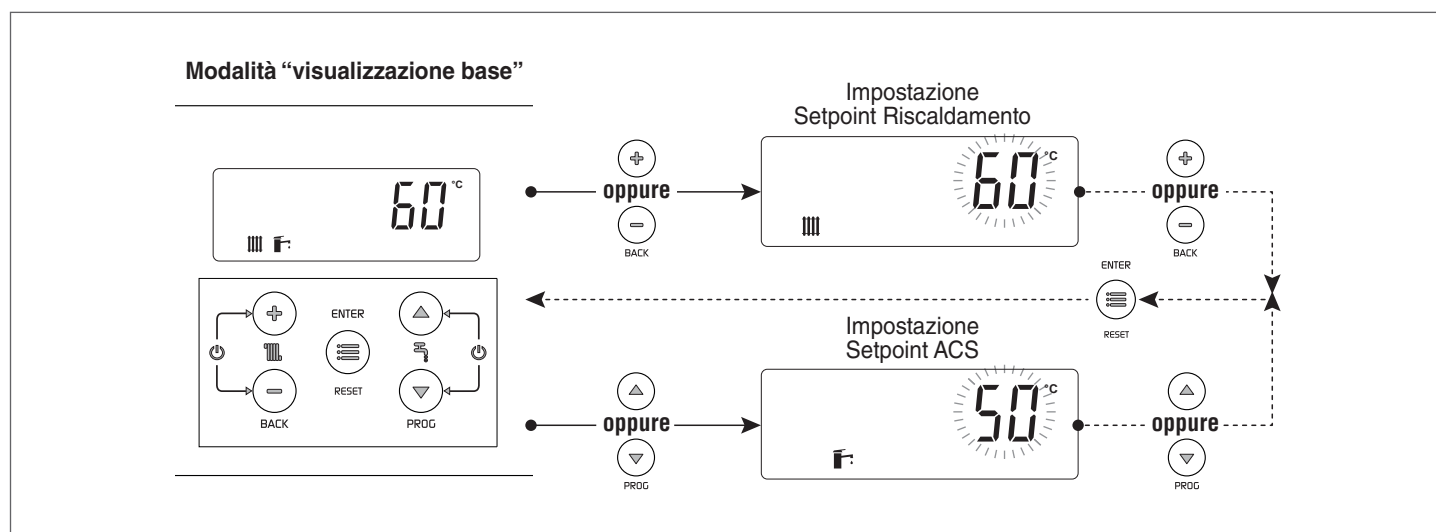 Modalità “visualizzazione base”
60 °C
ENTER
RESET
BACK
PROG
oppure
BACK
Impostazione
Setpoint Riscaldamento
60 °C
oppure
BACK
ENTER
RESET
oppure
PROG
Impostazione
Setpoint ACS
50 °C
oppure
PROG